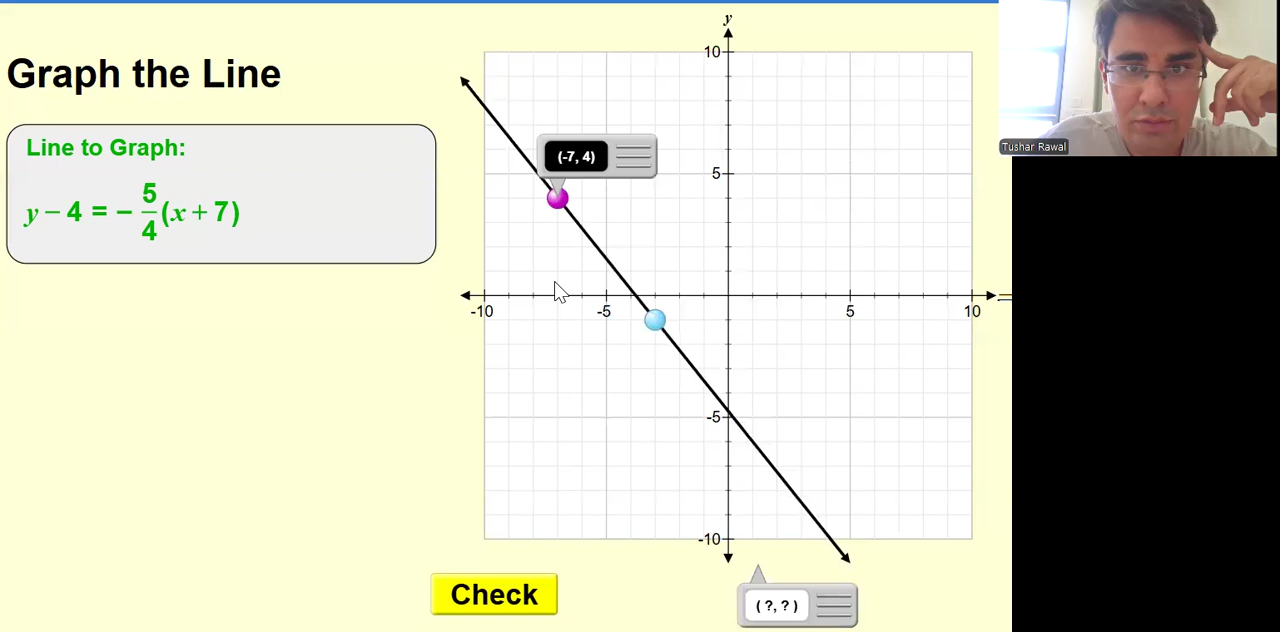 Graph the Line
Line to Graph:
y − 4 = − 5/4 (x + 7)
y
10
5
-5
-10
-10
-5
5
10
(-7, 4)
( ?, ? )
Check
Tushar Rawal